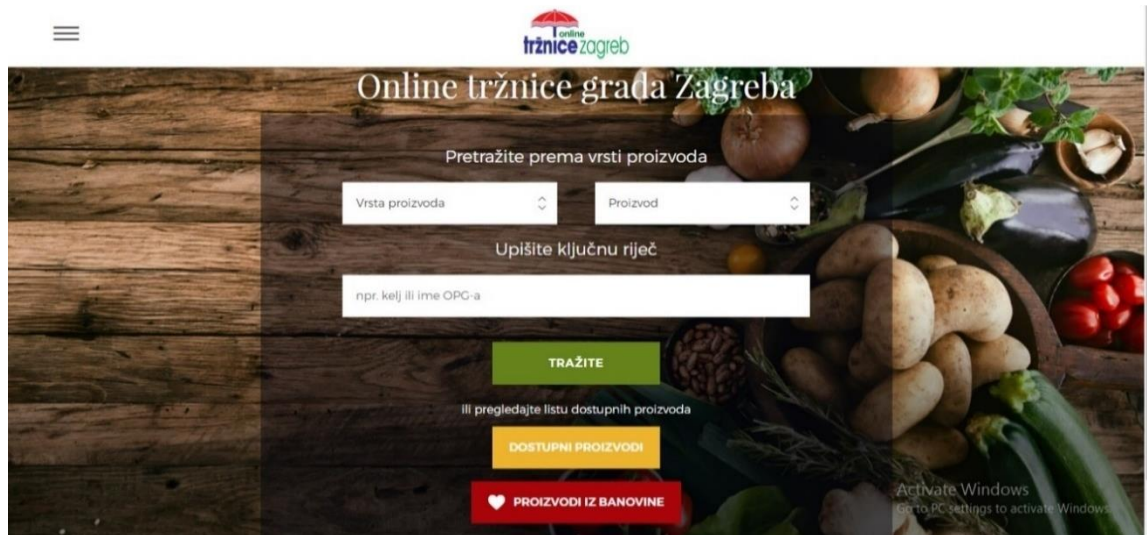 online
tržnice zagreb
Online tržnice grada Zagreba
Pretražite prema vrsti proizvoda
Vrsta proizvoda
Proizvod
Upišite ključnu riječ
npr. kelj ili ime OPG-a
TRAŽITE
ili pregledajte listu dostupnih proizvoda
DOSTUPNI PROIZVODI
PROIZVODI IZ BANOVINE
Activate Windows
Go to PC settings to activate Windows.